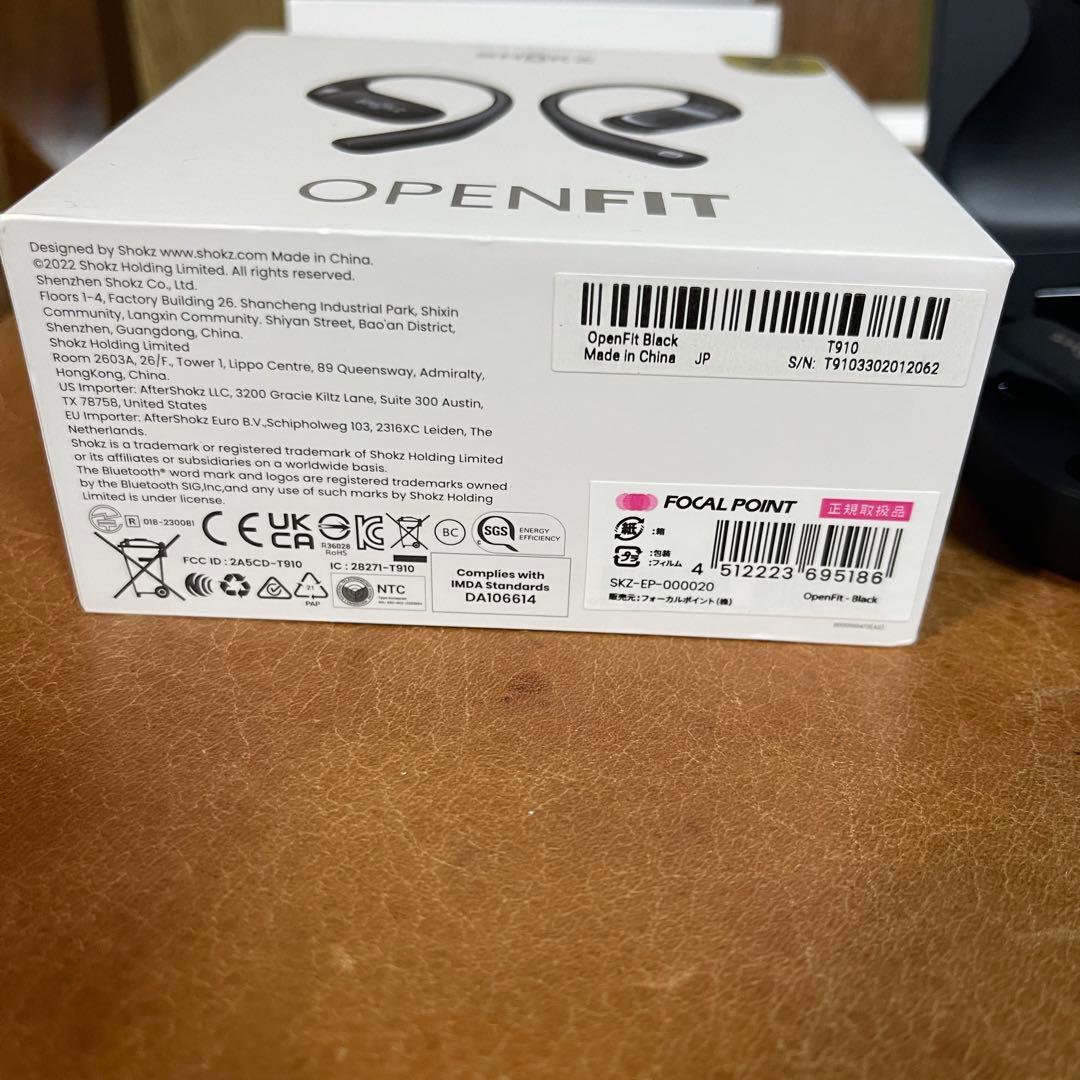 SHOKZ
OPENFIT
Designed by Shokz www.shokz.com Made in China.
©2022 Shokz Holding Limited. All rights reserved.
Shenzhen Shokz Co., Ltd.
Floors 1-4, Factory Building 26. Shancheng Industrial Park, Shixin
Community, Langxin Community. Shiyan Street, Bao'an District,
Shenzhen, Guangdong, China.
Shokz Holding Limited
Room 2603A, 26/F., Tower 1, Lippo Centre, 89 Queensway, Admiralty,
HongKong, China.
US Importer: AfterShokz LLC, 3200 Gracie Kiltz Lane, Suite 300 Austin,
TX 78758, United States
EU Importer: AfterShokz Euro B.V.,Schipholweg 103, 2316XC Leiden, The
Netherlands.
Shokz is a trademark or registered trademark of Shokz Holding Limited
or its affiliates or subsidiaries on a worldwide basis.
The Bluetooth® word mark and logos are registered trademarks owned
by the Bluetooth SIG,Inc,and any use of such marks by Shokz Holding
Limited is under license.
R 018-230081
CE
UK
CA
R36028
RoHS
BC
SGS
ENERGY
EFFICIENCY
FCC ID : 2A5CD-T910
IC : 28271-T910
21
PAP
NTC
Complies with
IMDA Standards
DA106614
OpenFit Black
T910
Made in China JP
S/N: T9103302012062
FOCAL POINT 正規取扱品
紙 :箱
プラ :包装
:フィルム
4 512223 695186
SKZ-EP-000020
OpenFit - Black
販売元:フォーカルポイント(株)